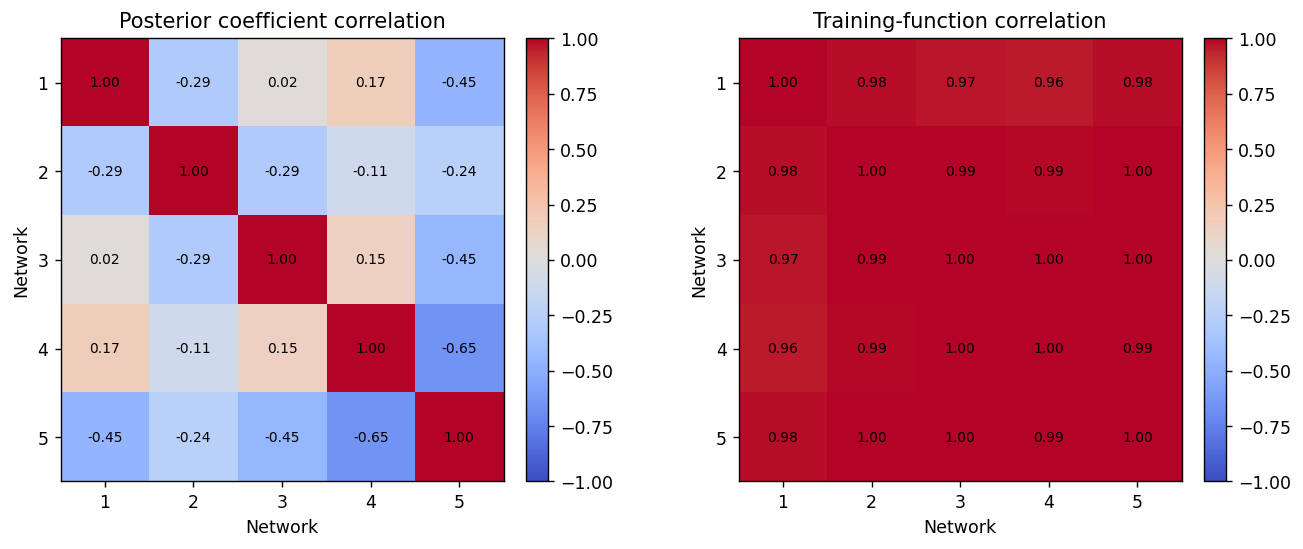 Posterior coefficient correlation
1
2
3
4
5
Network
1.00 -0.29 0.02 0.17 -0.45
-0.29 1.00 -0.29 -0.11 -0.24
0.02 -0.29 1.00 0.15 -0.45
0.17 -0.11 0.15 1.00 -0.65
-0.45 -0.24 -0.45 -0.65 1.00
1 2 3 4 5
Network
1.00
0.75
0.50
0.25
0.00
−0.25
−0.50
−0.75
−1.00
Training-function correlation
1
2
3
4
5
Network
1.00 0.98 0.97 0.96 0.98
0.98 1.00 0.99 0.99 1.00
0.97 0.99 1.00 1.00 1.00
0.96 0.99 1.00 1.00 0.99
0.98 1.00 1.00 0.99 1.00
1 2 3 4 5
Network
1.00
0.75
0.50
0.25
0.00
−0.25
−0.50
−0.75
−1.00